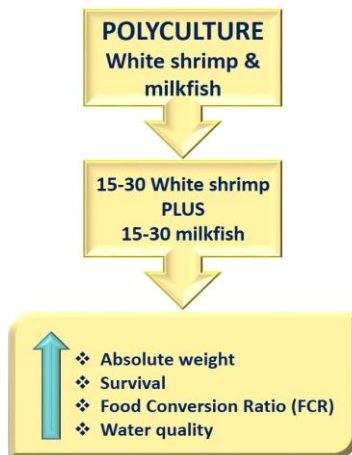 POLYCULTURE
White shrimp &
milkfish
15-30 White shrimp
PLUS
15-30 milkfish
❖ Absolute weight
❖ Survival
❖ Food Conversion Ratio (FCR)
❖ Water quality